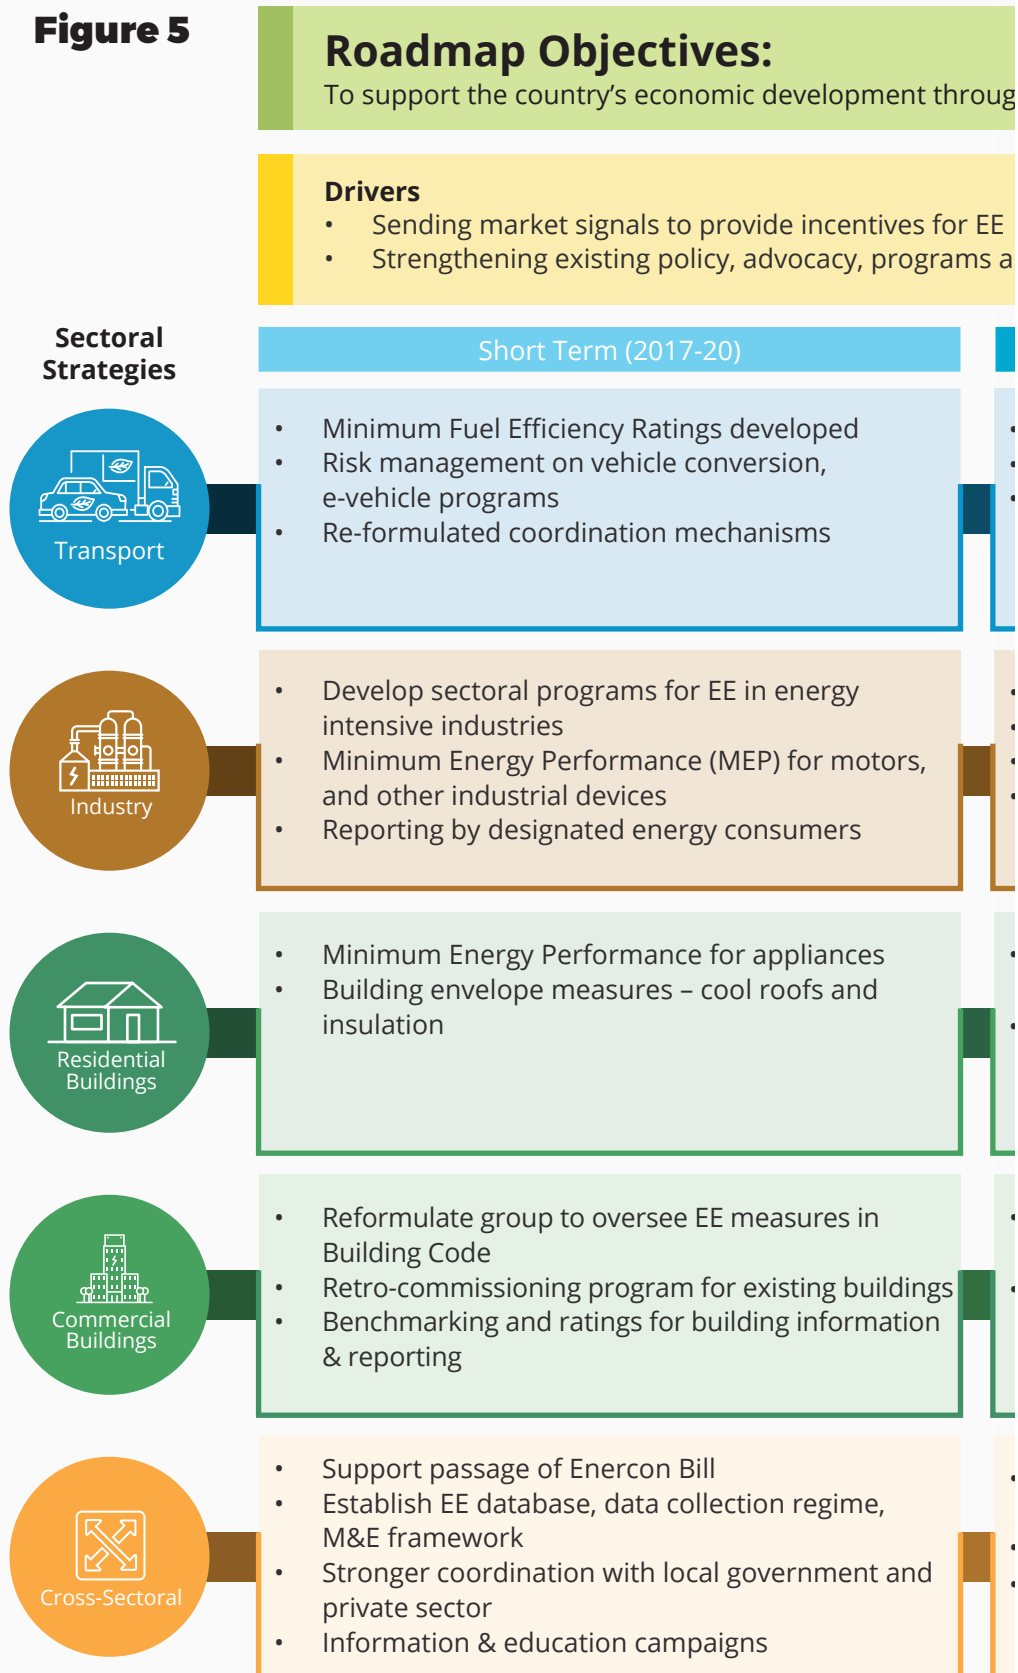 Figure 5
Roadmap Objectives:
To support the country’s economic development throug
Drivers
• Sending market signals to provide incentives for EE
• Strengthening existing policy, advocacy, programs a
Sectoral
Strategies
Short Term (2017-20)
Transport
• Minimum Fuel Efficiency Ratings developed
• Risk management on vehicle conversion,
e-vehicle programs
• Re-formulated coordination mechanisms
Industry
• Develop sectoral programs for EE in energy
intensive industries
• Minimum Energy Performance (MEP) for motors,
and other industrial devices
• Reporting by designated energy consumers
Residential
Buildings
• Minimum Energy Performance for appliances
• Building envelope measures – cool roofs and
insulation
Commercial
Buildings
• Reformulate group to oversee EE measures in
Building Code
• Retro-commissioning program for existing buildings
• Benchmarking and ratings for building information
& reporting
Cross-Sectoral
• Support passage of Enercon Bill
• Establish EE database, data collection regime,
M&E framework
• Stronger coordination with local government and
private sector
• Information & education campaigns